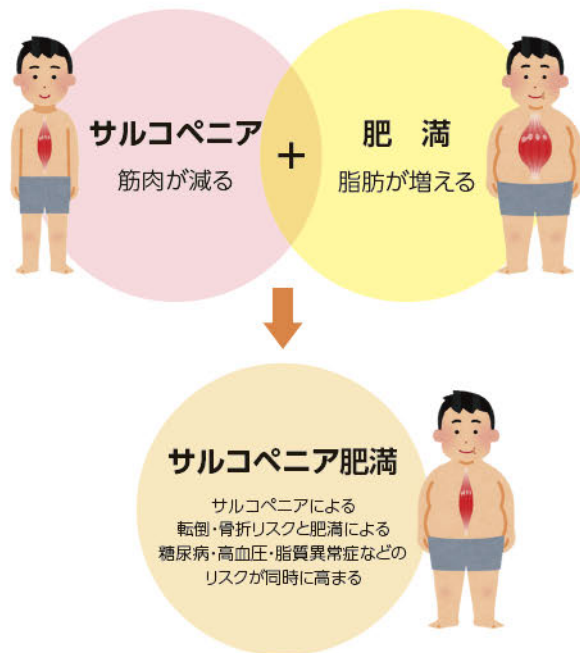 サルコペニア
筋肉が減る
+
肥　満
脂肪が増える
サルコペニア肥満
サルコペニアによる
転倒・骨折リスクと肥満による
糖尿病・高血圧・脂質異常症などの
リスクが同時に高まる